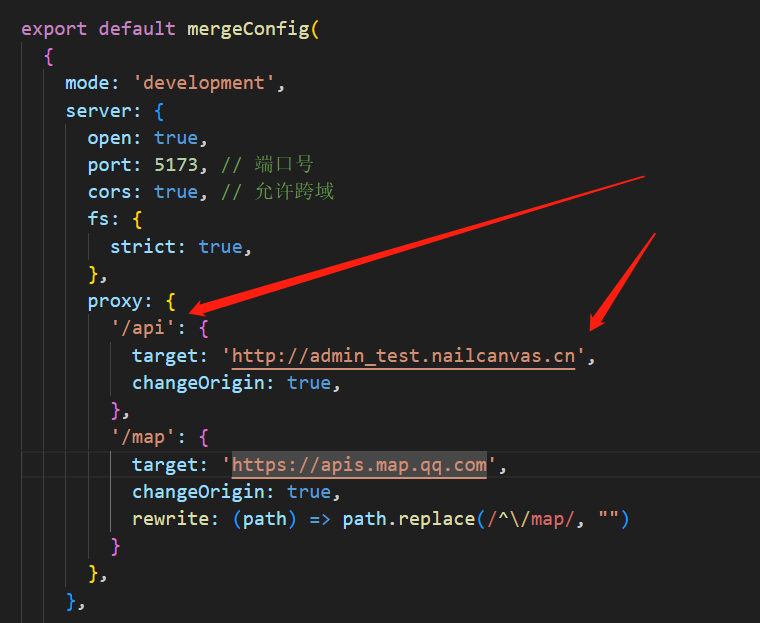 export default mergeConfig(
{
mode: 'development',
server: {
open: true,
port: 5173, // 端口号
cors: true, // 允许跨域
fs: {
strict: true,
},
proxy: {
'/api': {
target: 'http://admin_test.nailcanvas.cn',
changeOrigin: true,
},
'/map': {
target: 'https://apis.map.qq.com',
changeOrigin: true,
rewrite: (path) => path.replace(/^\/map/, "")
}
},
},